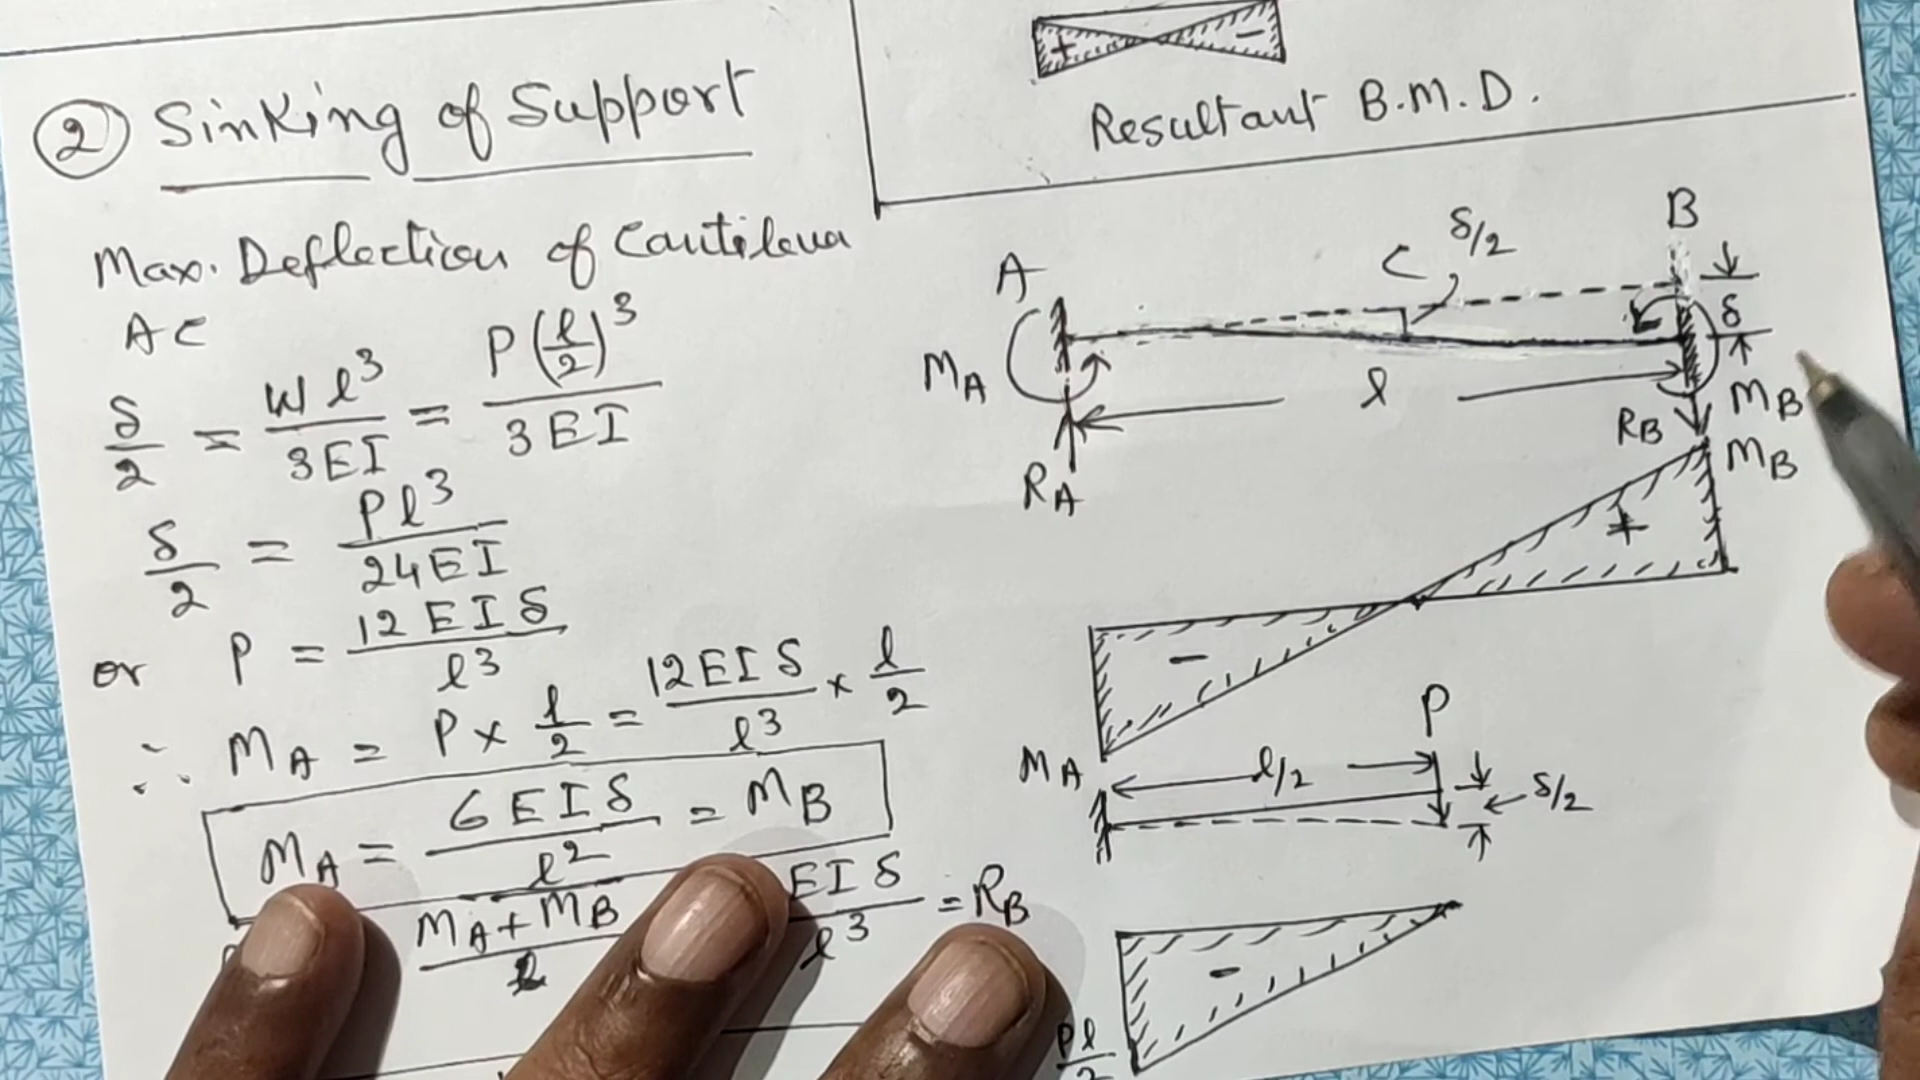 + −
Resultant B.M.D.
② Sinking of Support
Max. Deflection of Cantilever
AC
δ/2 = Wl³/3EI = P(l/2)³/3EI
δ/2 = Pl³/24EI
or P = 12EIδ/l³
∴ MA = P x l/2 = 12EIδ/l³ x l/2
MA = 6EIδ/l² = MB
MA+MB/l EIδ/l³ = RB
A C δ/2 B
δ
MA l MB
RA RB
MB
+
−
MA
P
l/2 δ/2
−
Pl/2